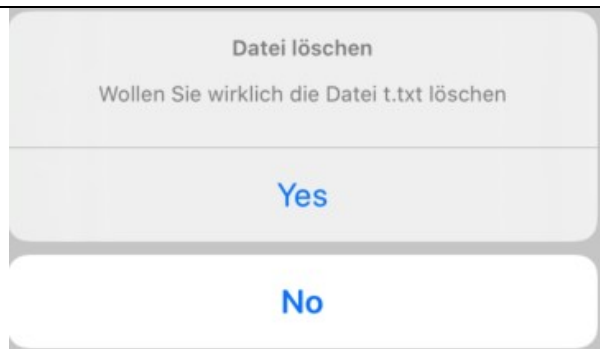 Datei löschen
Wollen Sie wirklich die Datei t.txt löschen
Yes
No